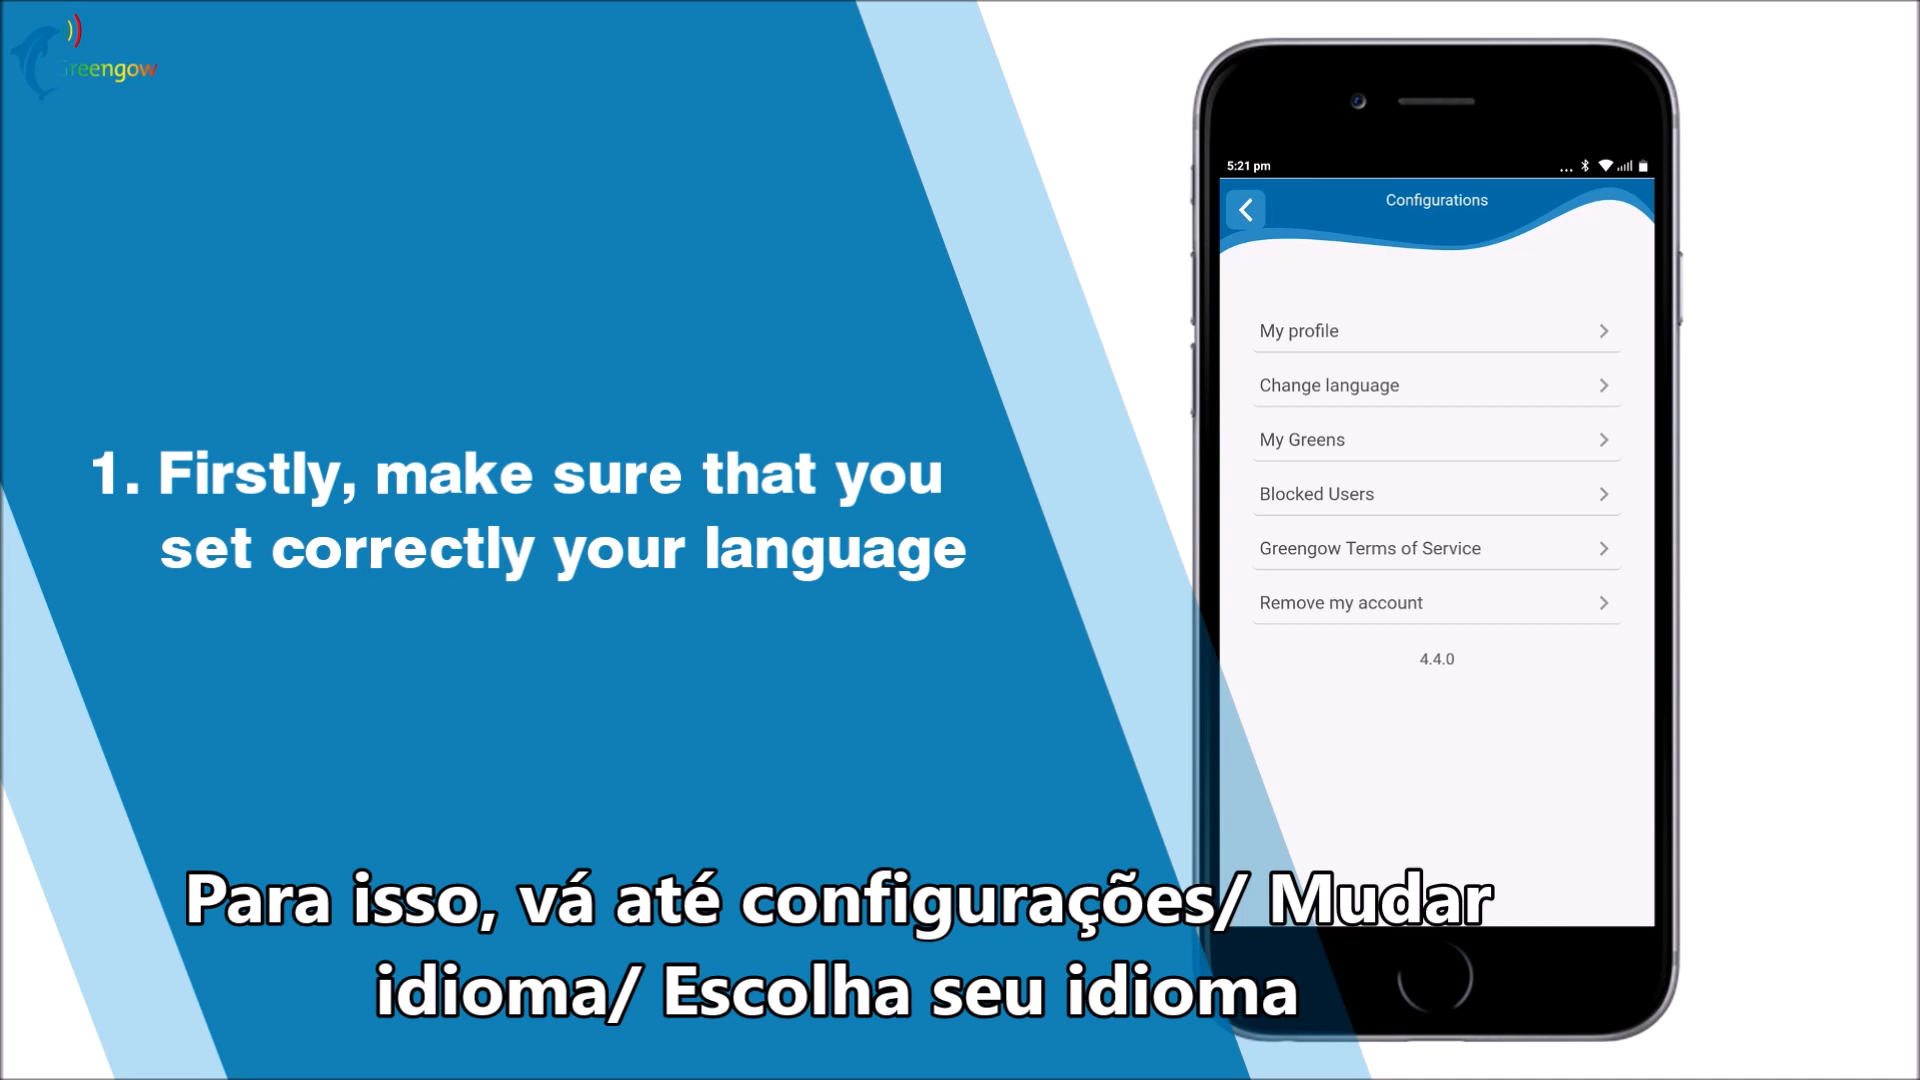 Greengow
1. Firstly, make sure that you
set correctly your language
5:21 pm
Configurations
My profile
Change language
My Greens
Blocked Users
Greengow Terms of Service
Remove my account
4.4.0
Para isso, vá até configurações/ Mudar
idioma/ Escolha seu idioma